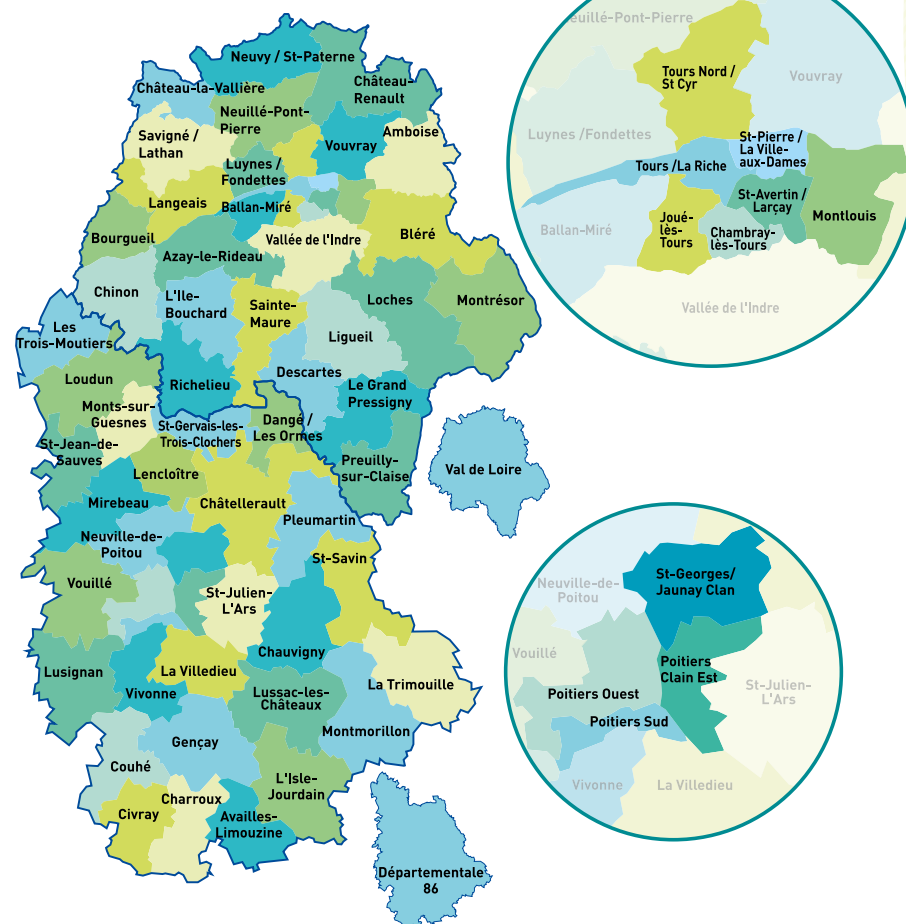 Neuvy / St-Paterne
Château-la-Vallière
Château-
Renault
Neuillé-Pont-
Pierre
Savigné /
Lathan
Amboise
Vouvray
Luynes /
Fondettes
Langeais
Ballan-Miré
Bourgueil
Vallée de l'Indre
Bléré
Azay-le-Rideau
Chinon
L'Ile-
Bouchard
Sainte-
Maure
Loches
Montrésor
Les
Trois-Moutiers
Ligueil
Loudun
Richelieu
Descartes
Le Grand
Pressigny
Monts-sur-
Guesnes
St-Gervais-les-
Trois-Clochers
Dangé /
Les Ormes
St-Jean-de-
Sauves
Lencloître
Preuilly-
sur-Claise
Mirebeau
Châtellerault
Pleumartin
Neuville-de-
Poitou
St-Savin
Vouillé
St-Julien-
L'Ars
Chauvigny
Lusignan
La Villedieu
Vivonne
Lussac-les-
Châteaux
La Trimouille
Gençay
Montmorillon
Couhé
L'Isle-
Jourdain
Charroux
Civray
Availles-
Limouzine
Val de Loire
Départementale
86
euillé-Pont-Pierre
Tours Nord /
St Cyr
Vouvray
Luynes /Fondettes
St-Pierre /
La Ville-
aux-Dames
Tours /La Riche
St-Avertin /
Larçay
Montlouis
Ballan-Miré
Joué-
lès-
Tours
Chambray-
lès-Tours
Vallée de l'Indre
St-Georges/
Jaunay Clan
Neuville-de-
Poitou
Vouillé
Poitiers
Clain Est
St-Julien-
L'Ars
Poitiers Ouest
Poitiers Sud
Vivonne
La Villedieu